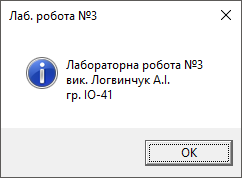 Лаб. робота №3
Лабораторна робота №3
вик. Логвинчук А.І.
гр. ІО-41
OK